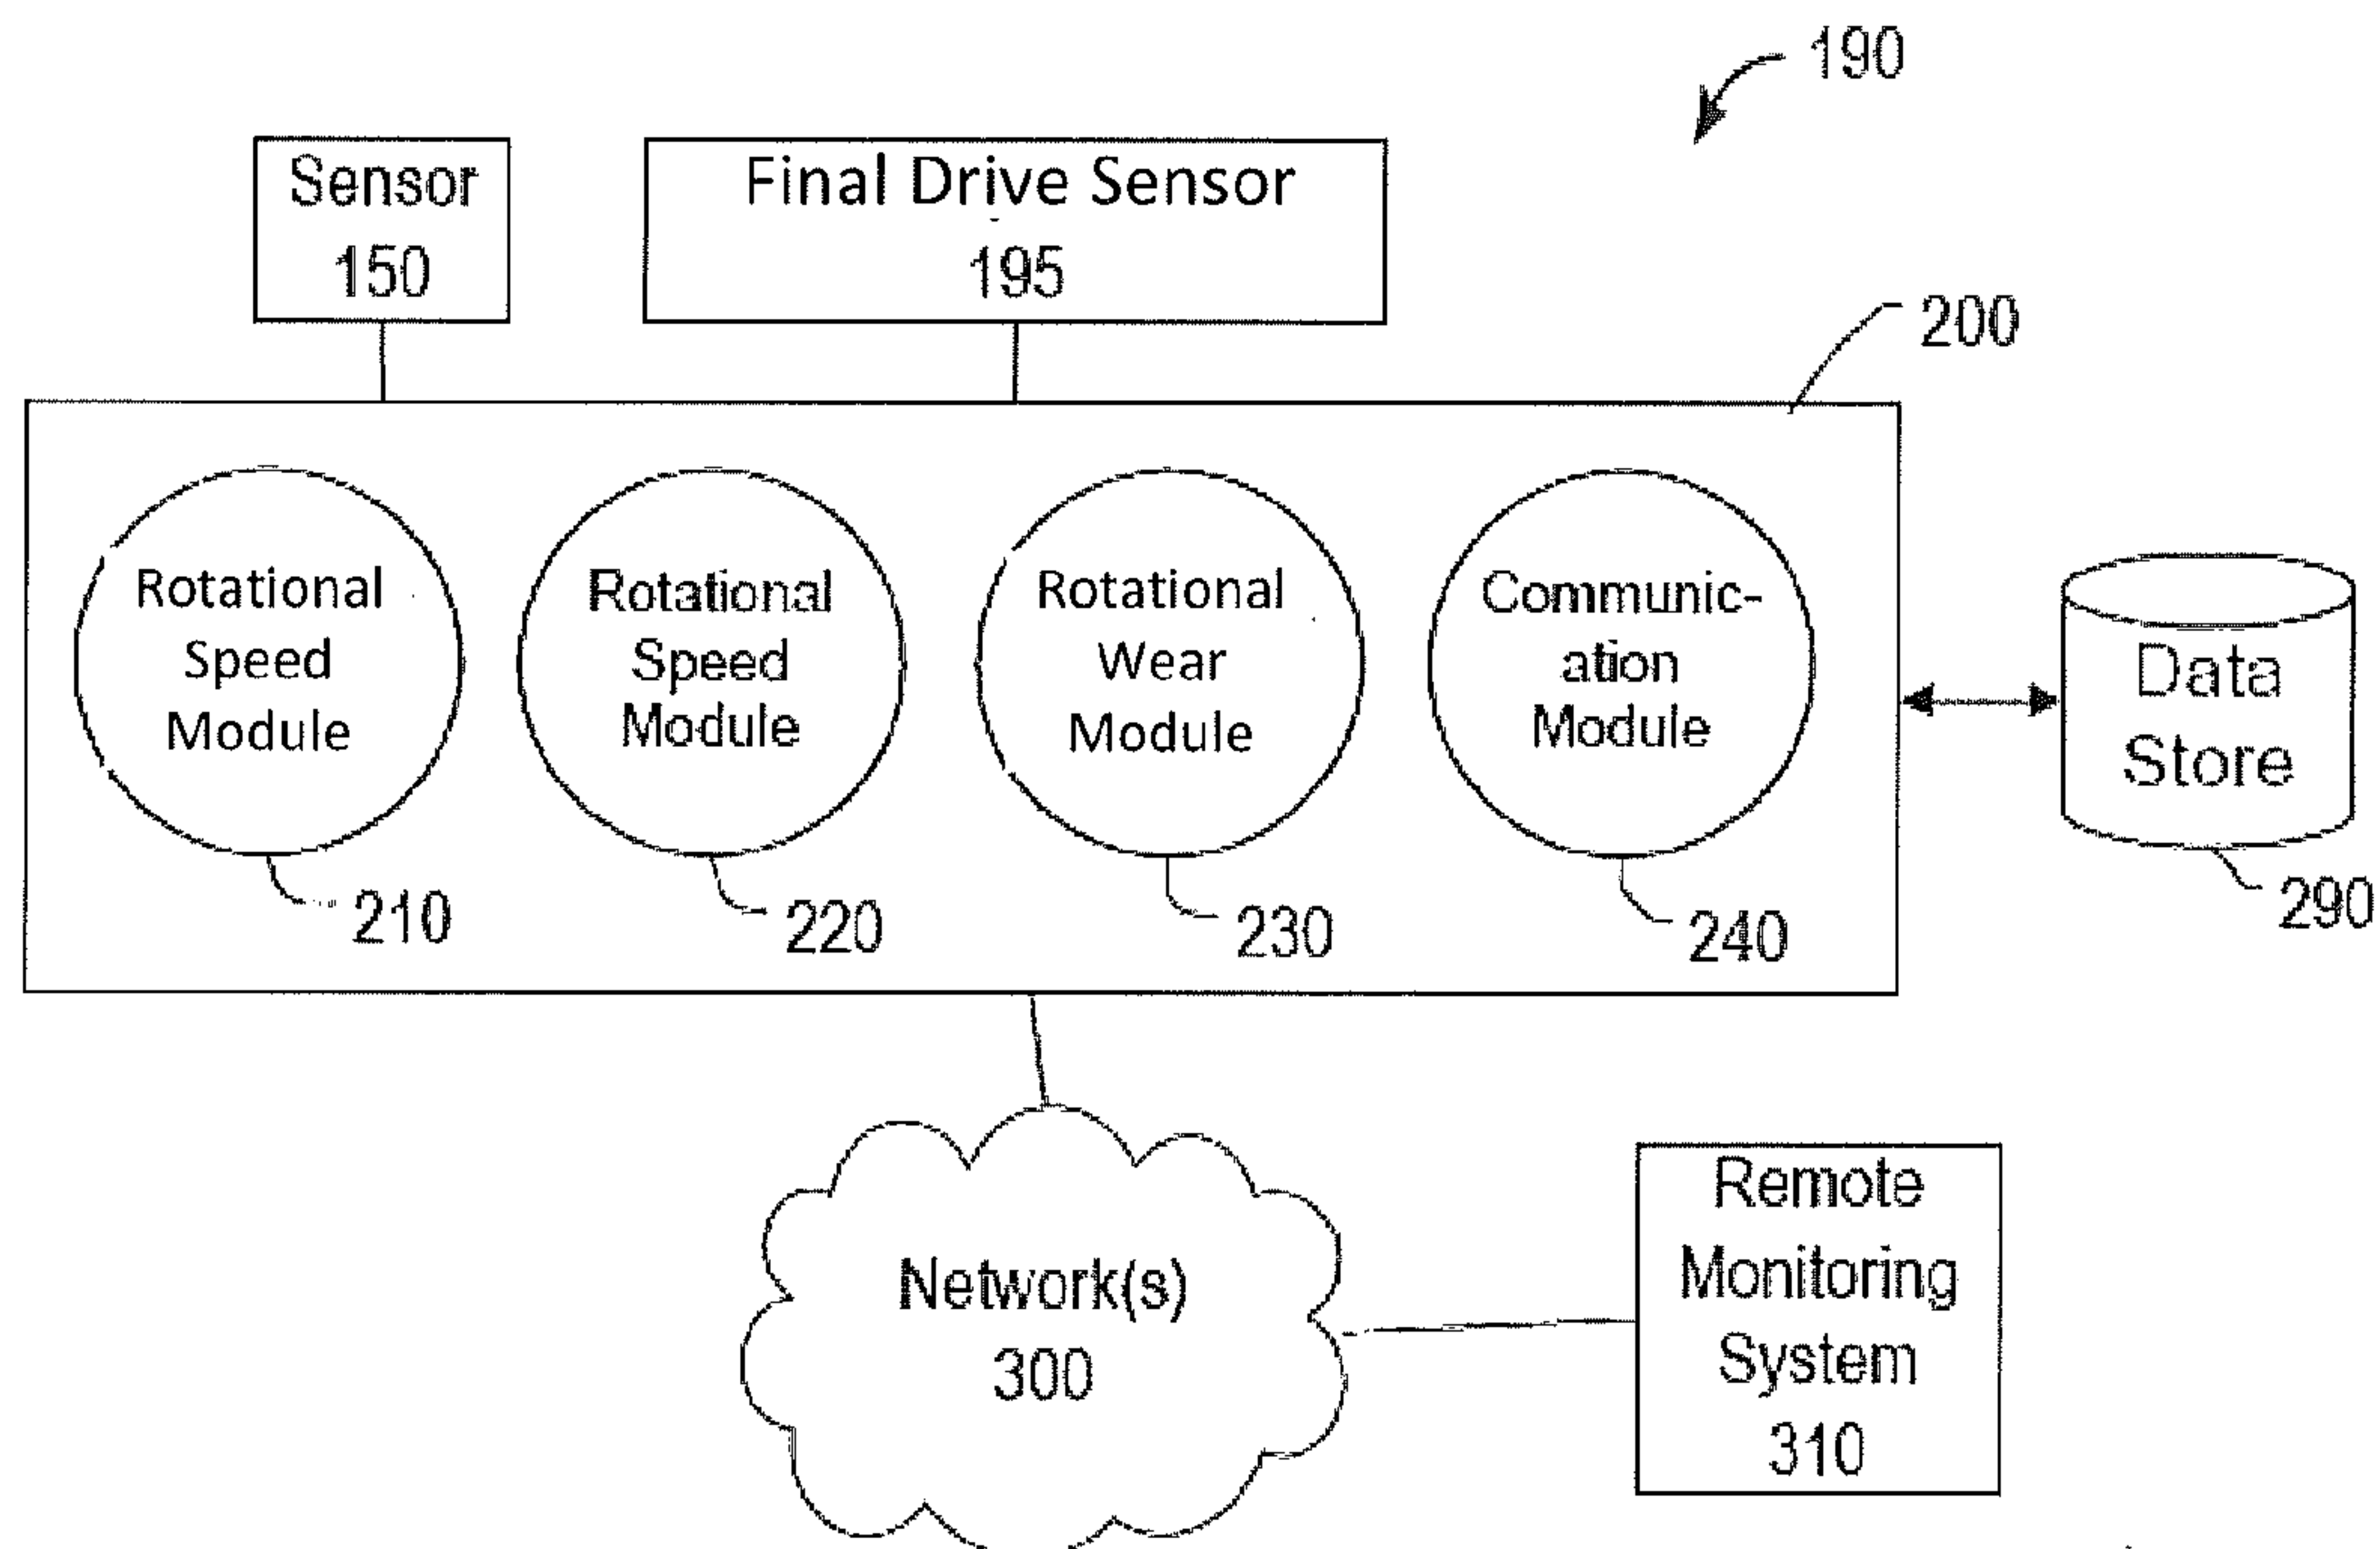 190
Sensor
150
Final Drive Sensor
195
200
Rotational
Speed
Module
210
Rotational
Speed
Module
220
Rotational
Wear
Module
230
Communic-
ation
Module
240
Data
Store
290
Network(s)
300
Remote
Monitoring
System
310